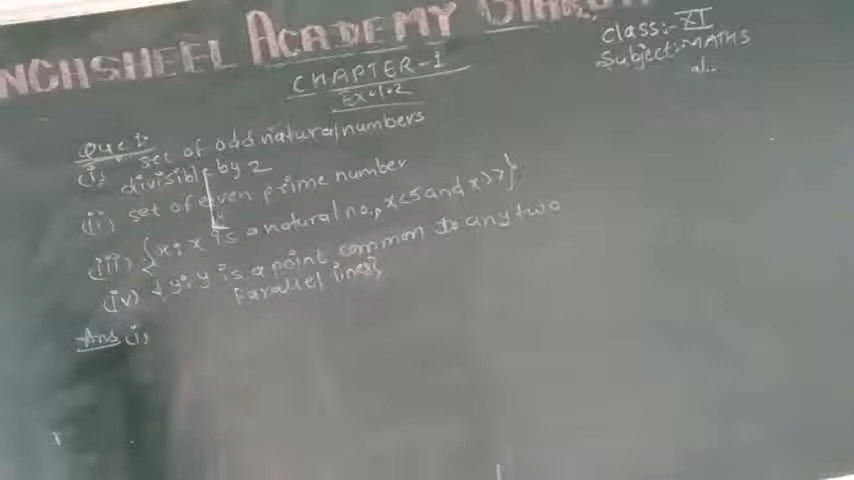 NCHSHEEL ACADEMY
Class:- XI
Subject:- MATHS
CHAPTER-1
Ex:-1.2
Que 1:
(i) set of odd natural numbers
divisible by 2
(ii) set of even prime number
(iii) {x: x is a natural no, x<5 and x>7}
(iv) {y: y is a point common to any two
Parallel lines}
Ans (i)